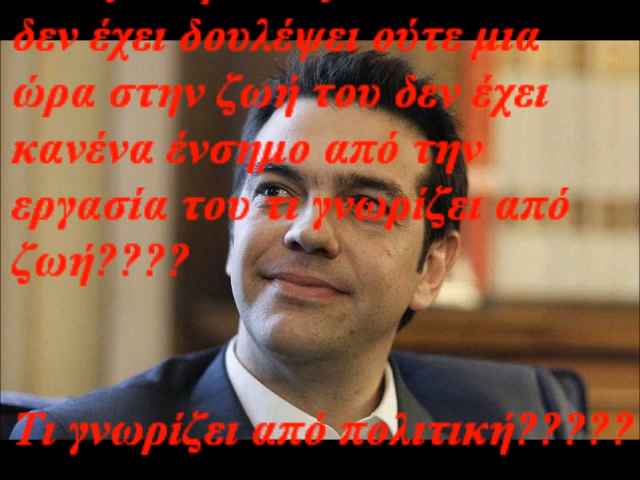 δεν έχει δουλέψει ούτε μια
ώρα στην ζωή του δεν έχει
κανένα ένσημο από την
εργασία του τι γνωρίζει από
ζωή????
Τι γνωρίζει από πολιτική?????